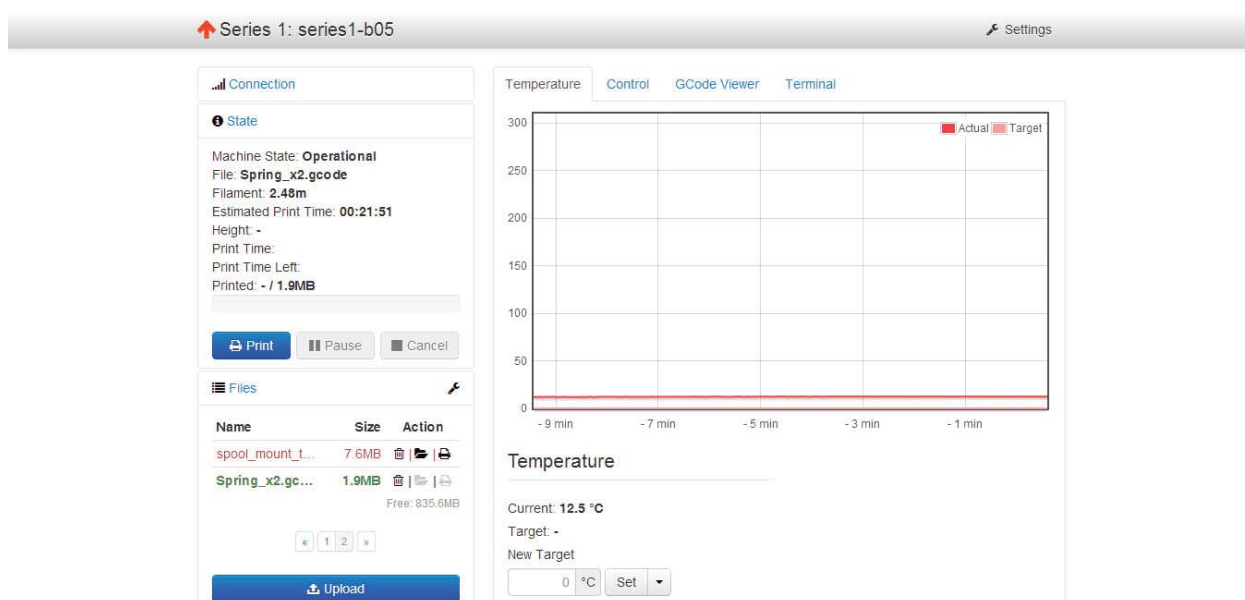 Series 1: series1-b05
Settings
Connection
State
Machine State: Operational
File: Spring_x2.gcode
Filament: 2.48m
Estimated Print Time: 00:21:51
Height: -
Print Time:
Print Time Left:
Printed: - / 1.9MB
Print Pause Cancel
Files
Name Size Action
spool_mount_t... 7.6MB | |
Spring_x2.gc... 1.9MB | |
Free: 835.6MB
« 1 2 »
Upload
Temperature Control GCode Viewer Terminal
Actual Target
300
250
200
150
100
50
0
- 9 min - 7 min - 5 min - 3 min - 1 min
Temperature
Current: 12.5 °C
Target: -
New Target
0 °C Set